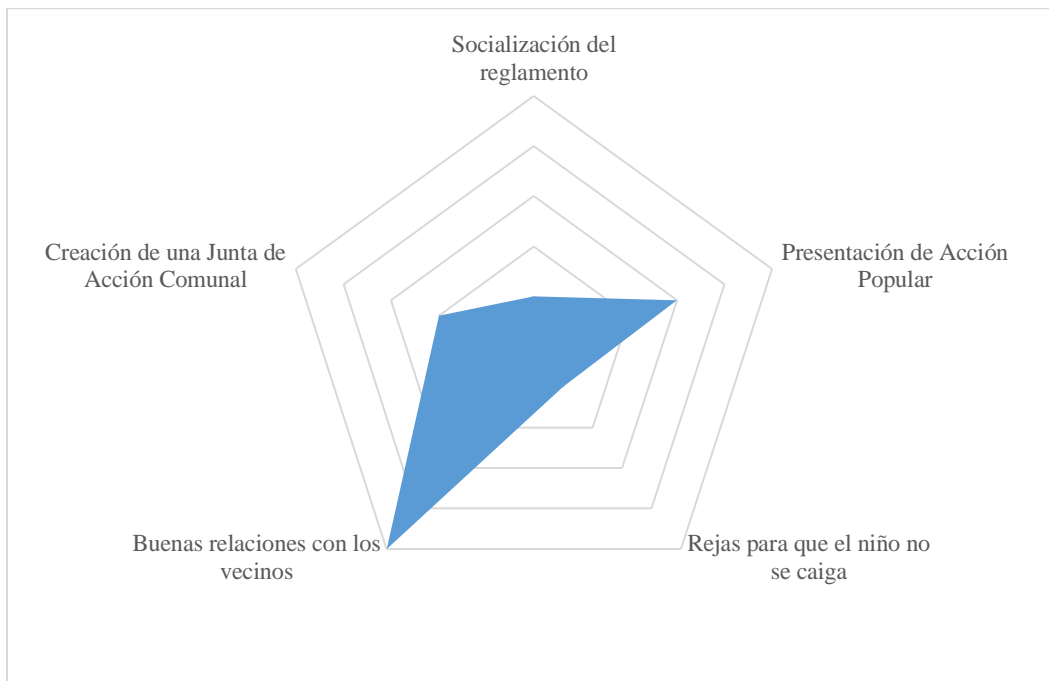 Socialización del
reglamento
Creación de una Junta de
Acción Comunal
Presentación de Acción
Popular
Buenas relaciones con los
vecinos
Rejas para que el niño no
se caiga